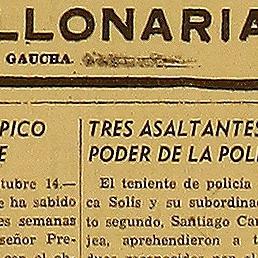 LLONARIA
GAUCHA.
PICO
E
TRES ASALTANTES
PODER DE LA POLI
tubre 14.—
e ha sabido
es semanas
señor Pre-
El teniente de policía
ca Solís y su subordina
to segundo, Santiago Ca
jea, aprehendieron a t